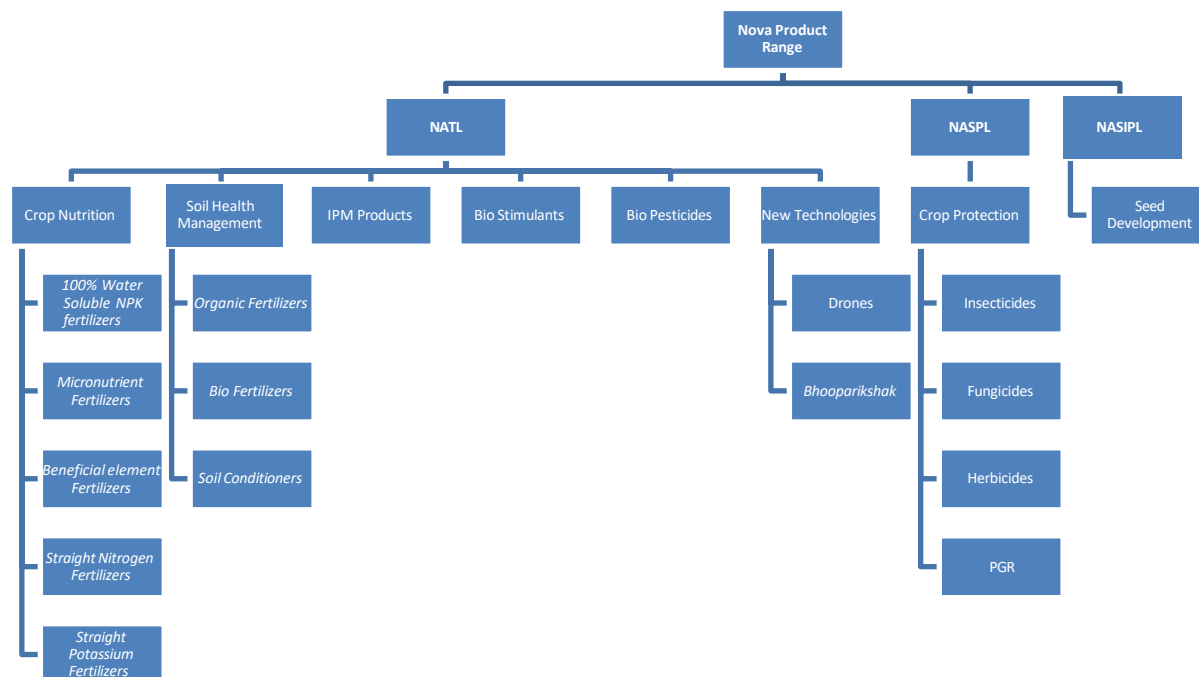 Nova Product
Range
NATL
NASPL
NASIPL
Crop Nutrition
Soil Health
Management
IPM Products
Bio Stimulants
Bio Pesticides
New Technologies
Crop Protection
Seed
Development
100% Water
Soluble NPK
fertilizers
Organic Fertilizers
Drones
Insecticides
Micronutrient
Fertilizers
Bio Fertilizers
Bhooparikshak
Fungicides
Beneficial element
Fertilizers
Soil Conditioners
Herbicides
Straight Nitrogen
Fertilizers
PGR
Straight
Potassium
Fertilizers